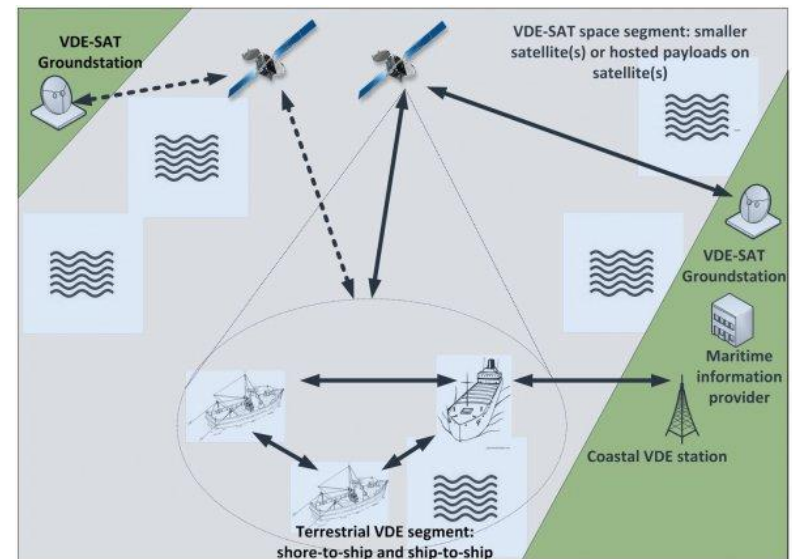 VDE-SAT
Groundstation
VDE-SAT space segment: smaller
satellite(s) or hosted payloads on
satellite(s)
VDE-SAT
Groundstation
Maritime
information
provider
Coastal VDE station
Terrestrial VDE segment:
shore-to-ship and ship-to-ship